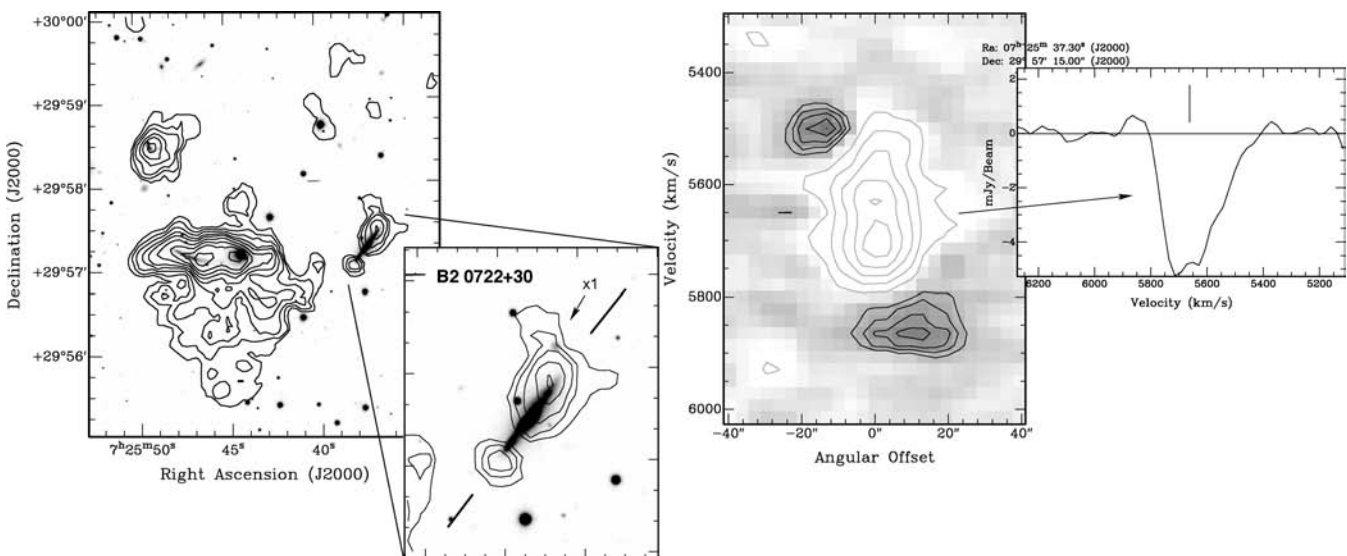 +30°00′
+29°59′
+29°58′
+29°57′
+29°56′
Declination (J2000)
7ʰ25ᵐ50ˢ
45ˢ
40ˢ
Right Ascension (J2000)
B2 0722+30
x1
5400
5600
5800
6000
Velocity (km/s)
−40″
−20″
0″
20″
40″
Angular Offset
Ra: 07ʰ 25ᵐ 37.30ˢ (J2000)
Dec: 29° 57′ 15.00″ (J2000)
2
0
−2
−4
mJy/Beam
6200
6000
5800
5600
5400
5200
Velocity (km/s)